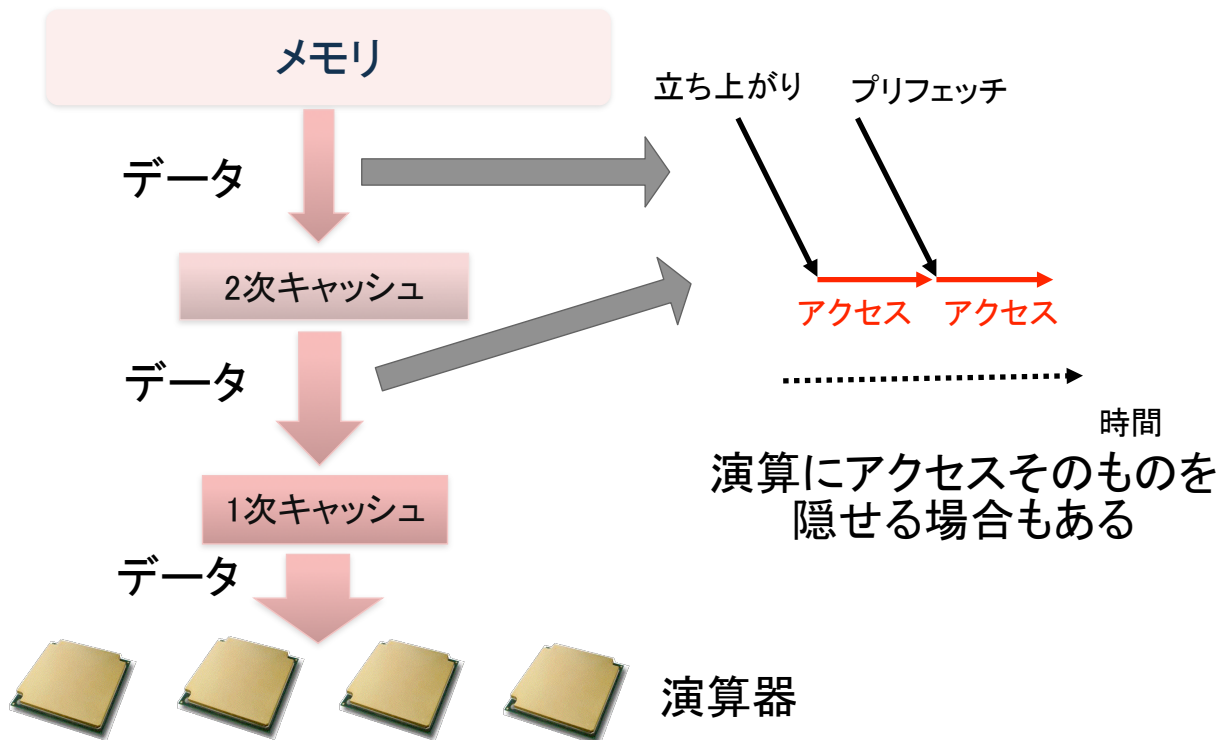 メモリ
データ
2次キャッシュ
データ
1次キャッシュ
データ
演算器
立ち上がり
プリフェッチ
アクセス
アクセス
時間
演算にアクセスそのものを
隠せる場合もある